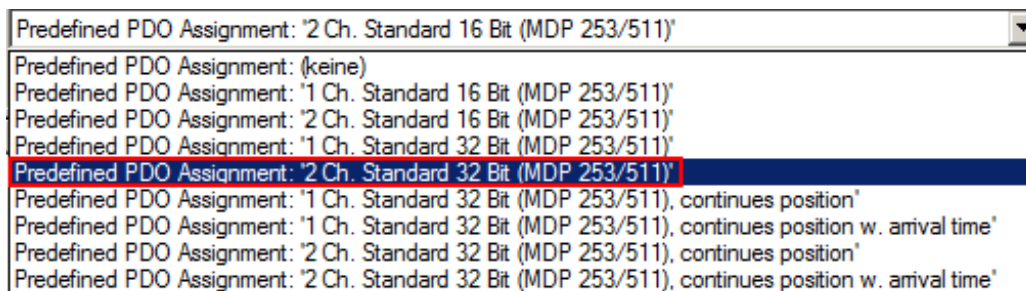 Predefined PDO Assignment: '2 Ch. Standard 16 Bit (MDP 253/511)'
Predefined PDO Assignment: (keine)
Predefined PDO Assignment: '1 Ch. Standard 16 Bit (MDP 253/511)'
Predefined PDO Assignment: '2 Ch. Standard 16 Bit (MDP 253/511)'
Predefined PDO Assignment: '1 Ch. Standard 32 Bit (MDP 253/511)'
Predefined PDO Assignment: '2 Ch. Standard 32 Bit (MDP 253/511)'
Predefined PDO Assignment: '1 Ch. Standard 32 Bit (MDP 253/511), continues position'
Predefined PDO Assignment: '1 Ch. Standard 32 Bit (MDP 253/511), continues position w. arrival time'
Predefined PDO Assignment: '2 Ch. Standard 32 Bit (MDP 253/511), continues position'
Predefined PDO Assignment: '2 Ch. Standard 32 Bit (MDP 253/511), continues position w. arrival time'